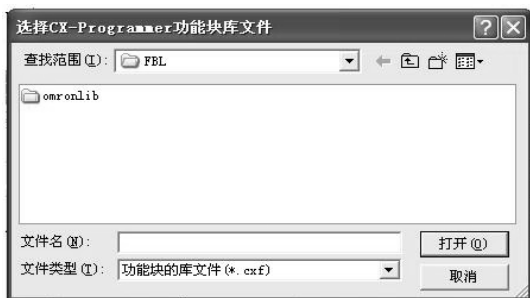 选择CX-Programmer功能块库文件
查找范围(I): FBL
omronlib
文件名(N):
打开(O)
文件类型(T): 功能块的库文件(*.cxf)
取消